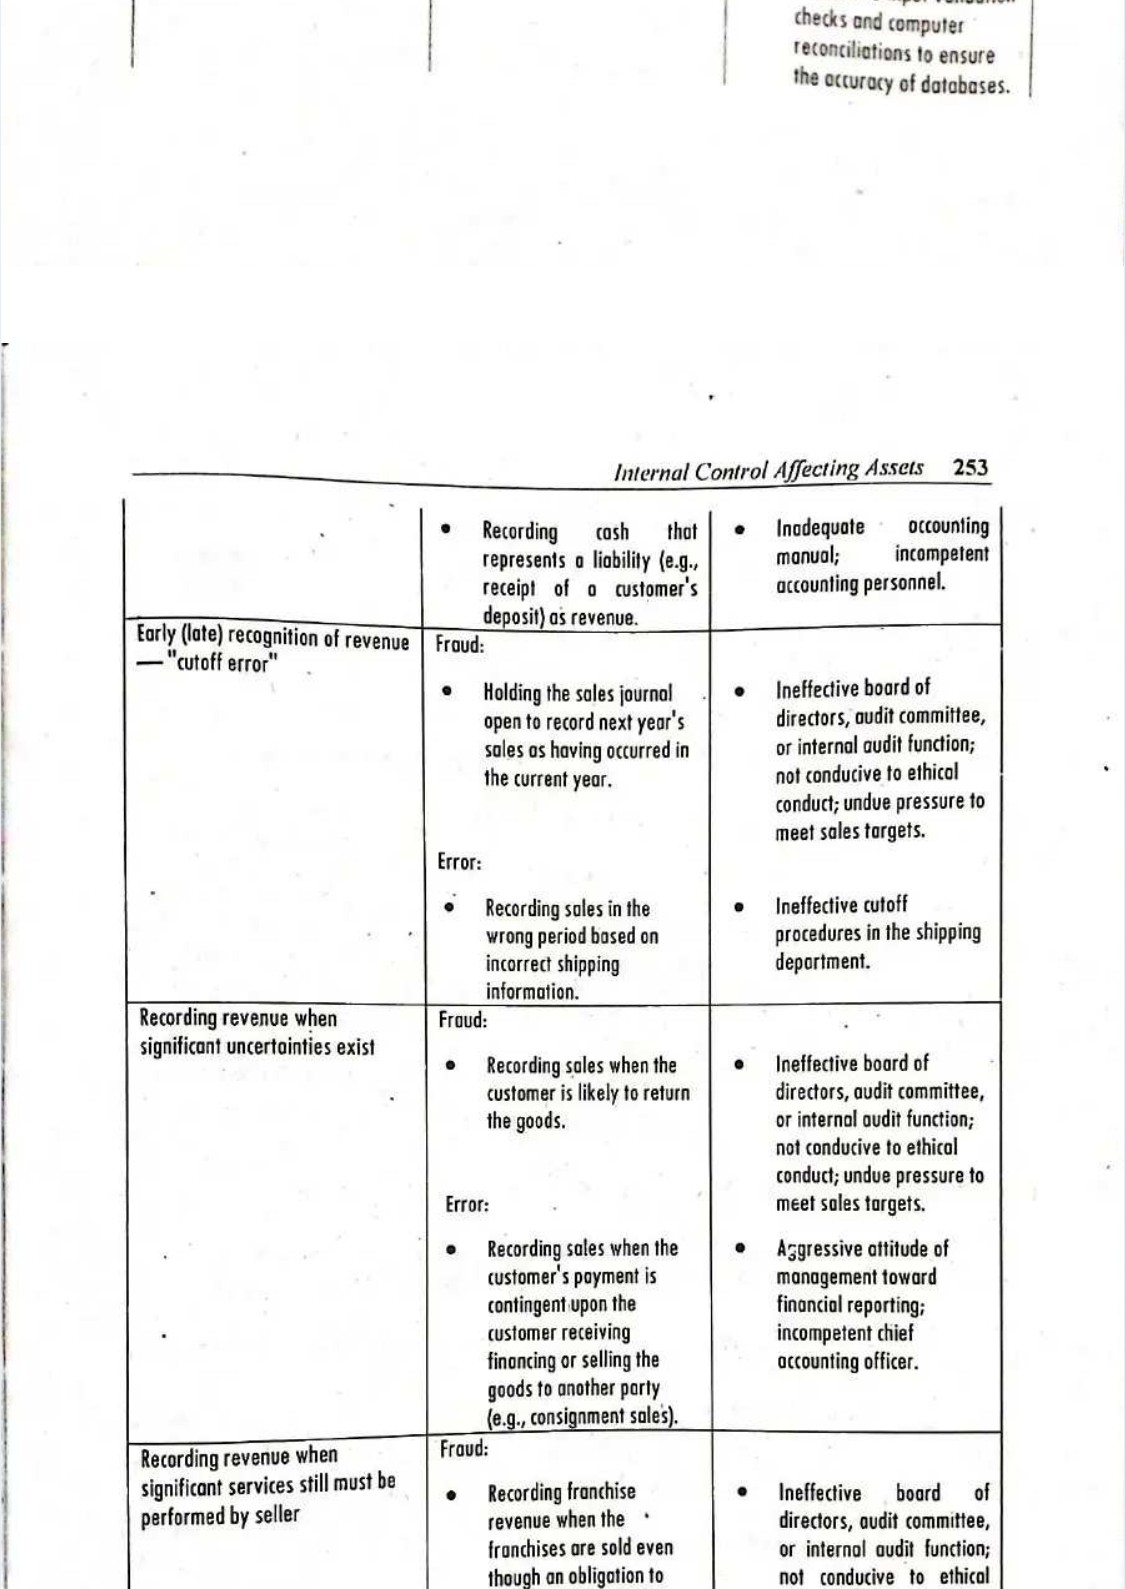 checks and computer
reconciliations to ensure
the accuracy of databases.
Internal Control Affecting Assets 253
• Recording cash that
represents a liability (e.g.,
receipt of a customer's
deposit) as revenue.
• Inadequate accounting
manual; incompetent
accounting personnel.
Early (late) recognition of revenue
— "cutoff error"
Fraud:
• Holding the sales journal
open to record next year's
sales as having occurred in
the current year.
• Ineffective board of
directors, audit committee,
or internal audit function;
not conducive to ethical
conduct; undue pressure to
meet sales targets.
Error:
• Recording sales in the
wrong period based on
incorrect shipping
information.
• Ineffective cutoff
procedures in the shipping
department.
Recording revenue when
significant uncertainties exist
Fraud:
• Recording sales when the
customer is likely to return
the goods.
• Ineffective board of
directors, audit committee,
or internal audit function;
not conducive to ethical
conduct; undue pressure to
meet sales targets.
Error:
• Recording sales when the
customer's payment is
contingent upon the
customer receiving
financing or selling the
goods to another party
(e.g., consignment sales).
• Aggressive attitude of
management toward
financial reporting;
incompetent chief
accounting officer.
Recording revenue when
significant services still must be
performed by seller
Fraud:
• Recording franchise
revenue when the
franchises are sold even
though an obligation to
• Ineffective board of
directors, audit committee,
or internal audit function;
not conducive to ethical